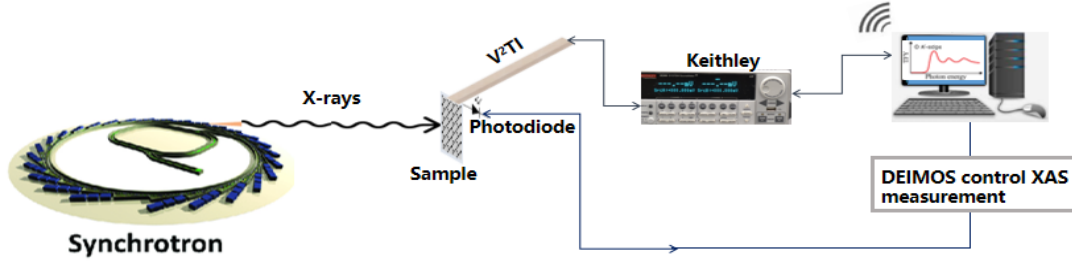 V²TI
Keithley
X-rays
Photodiode
Sample
DEIMOS control XAS
measurement
Synchrotron
Photon energy